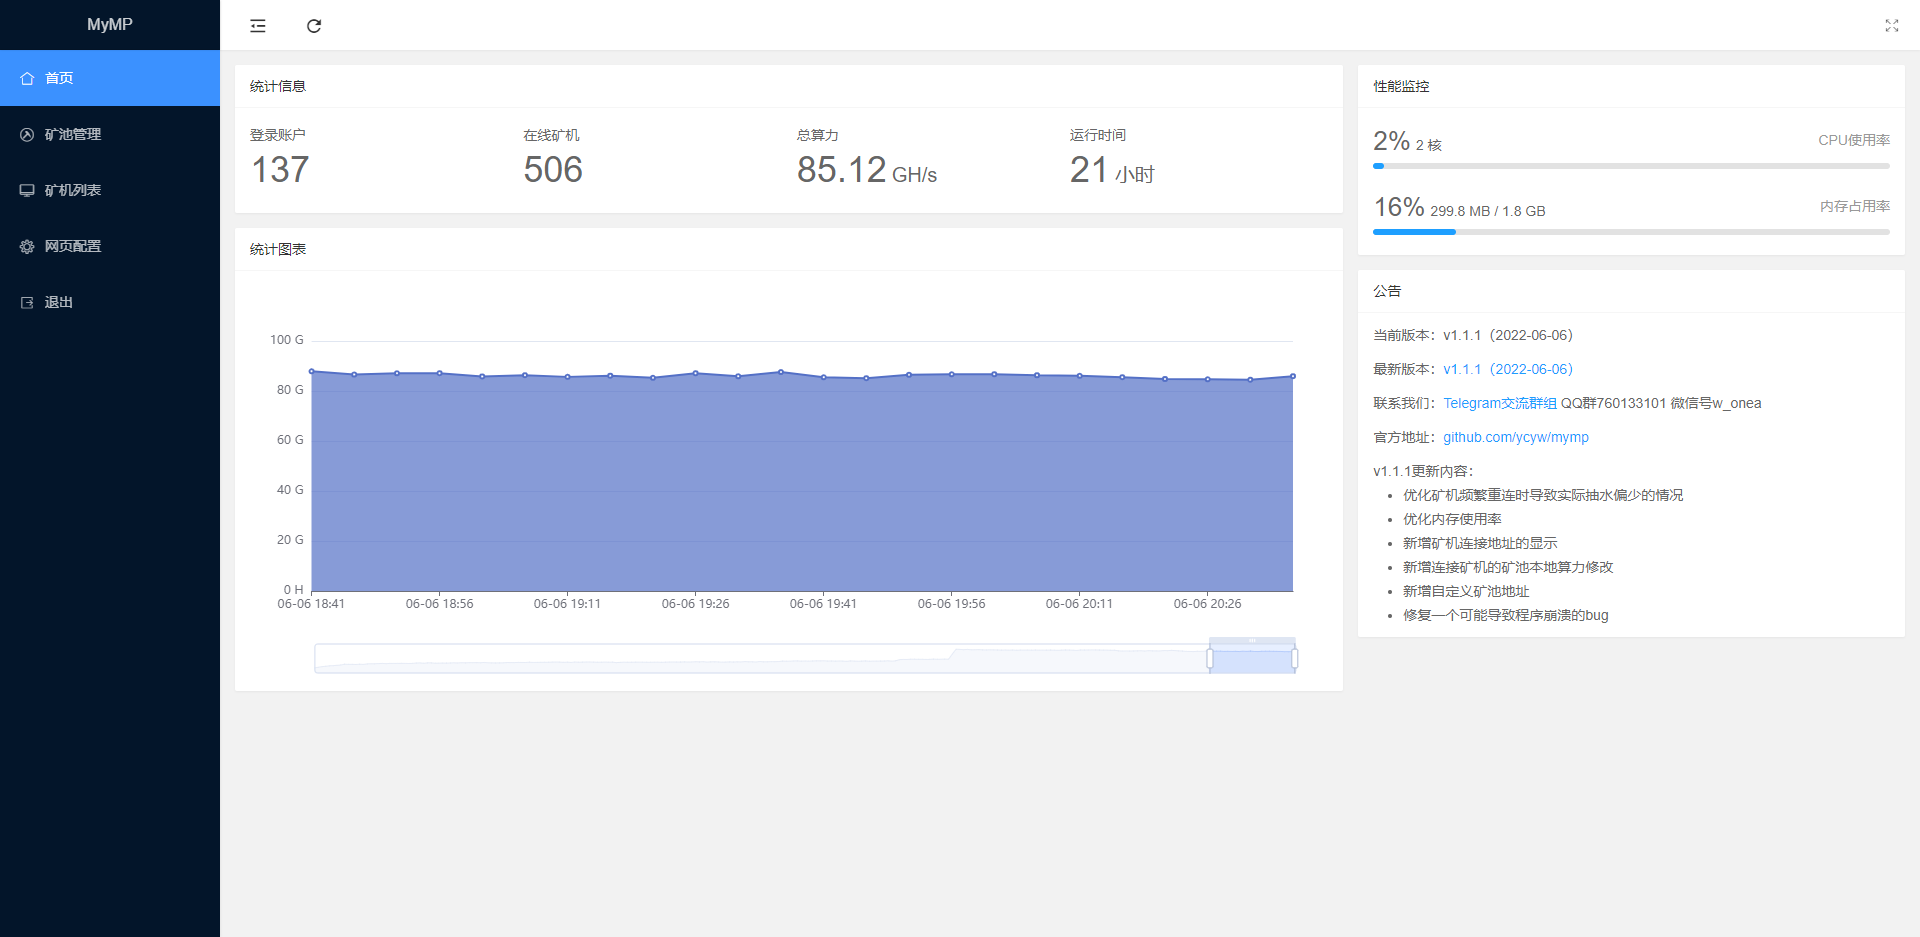 MyMP
首页
矿池管理
矿机列表
网页配置
退出
统计信息
登录账户
137
在线矿机
506
总算力
85.12 GH/s
运行时间
21 小时
统计图表
100 G
80 G
60 G
40 G
20 G
0 H
06-06 18:41
06-06 18:56
06-06 19:11
06-06 19:26
06-06 19:41
06-06 19:56
06-06 20:11
06-06 20:26
性能监控
2% 2 核
CPU使用率
16% 299.8 MB / 1.8 GB
内存占用率
公告
当前版本：v1.1.1（2022-06-06）
最新版本：v1.1.1（2022-06-06）
联系我们：Telegram交流群组 QQ群760133101 微信号w_onea
官方地址：github.com/ycyw/mymp
v1.1.1更新内容：
• 优化矿机频繁重连时导致实际抽水偏少的情况
• 优化内存使用率
• 新增矿机连接地址的显示
• 新增连接矿机的矿池本地算力修改
• 新增自定义矿池地址
• 修复一个可能导致程序崩溃的bug